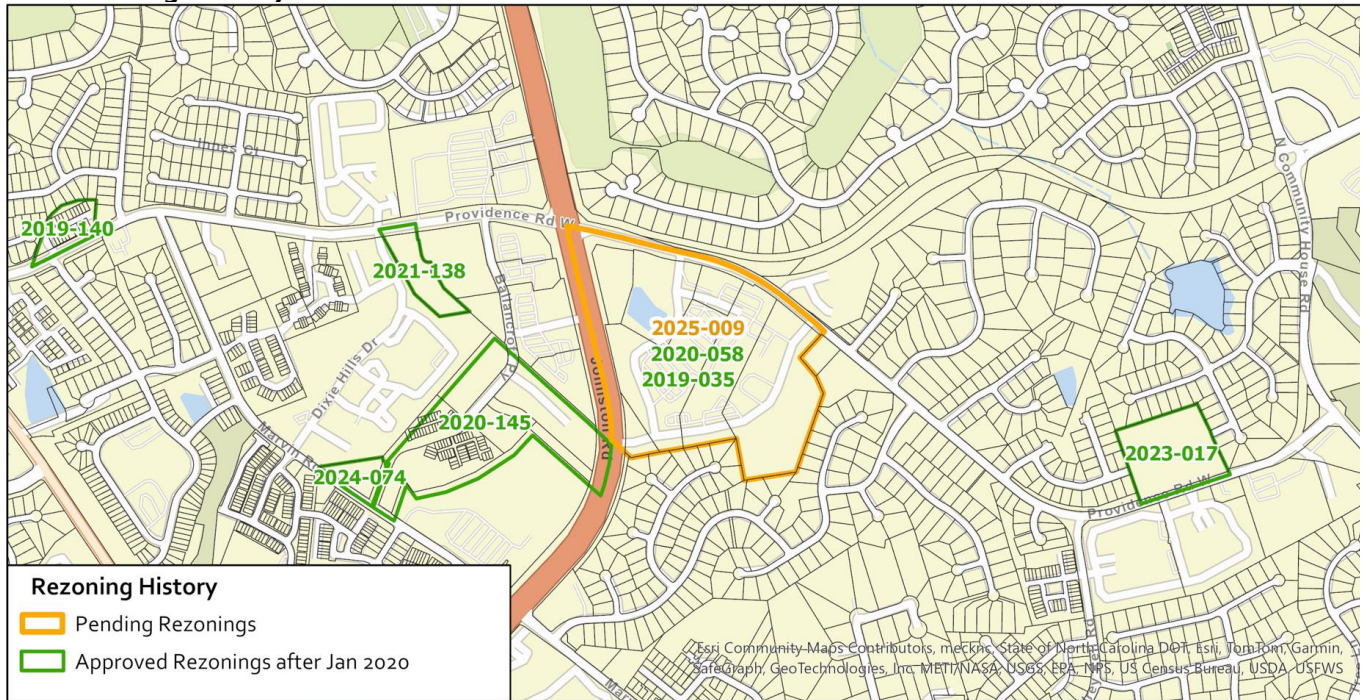 Innes Ct
N Community House Rd
2019-140
Providence Rd W
2021-138
Ballancroft Py
2025-009
2020-058
2019-035
Dixie Hills Dr
Johnston Rd
2020-145
2023-017
2024-074
Providence Rd W
Rezoning History
Pending Rezonings
Approved Rezonings after Jan 2020
Esri Community Maps Contributors, mecknc, State of North Carolina DOT, Esri, TomTom, Garmin,
SafeGraph, GeoTechnologies, Inc, METI/NASA, USGS, EPA, NPS, US Census Bureau, USDA, USFWS